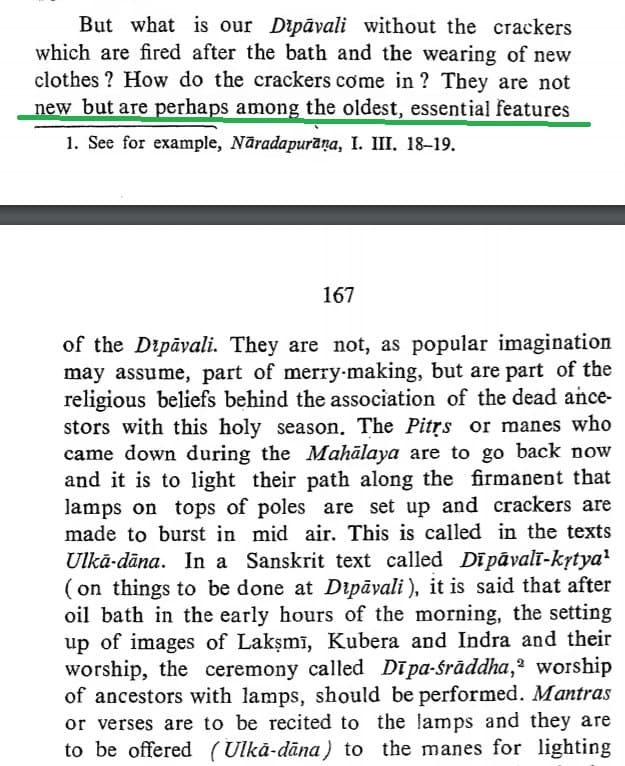 But what is our Dīpāvali without the crackers
which are fired after the bath and the wearing of new
clothes ? How do the crackers come in ? They are not
new but are perhaps among the oldest, essential features
1. See for example, Nāradapurāṇa, I. III. 18–19.
167
of the Dīpāvali. They are not, as popular imagination
may assume, part of merry-making, but are part of the
religious beliefs behind the association of the dead ance-
stors with this holy season. The Pitṛs or manes who
came down during the Mahālaya are to go back now
and it is to light their path along the firmanent that
lamps on tops of poles are set up and crackers are
made to burst in mid air. This is called in the texts
Ulkā-dāna. In a Sanskrit text called Dīpāvalī-kṛtya¹
( on things to be done at Dīpāvali ), it is said that after
oil bath in the early hours of the morning, the setting
up of images of Lakṣmī, Kubera and Indra and their
worship, the ceremony called Dīpa-śrāddha,² worship
of ancestors with lamps, should be performed. Mantras
or verses are to be recited to the lamps and they are
to be offered ( Ulkā-dāna ) to the manes for lighting